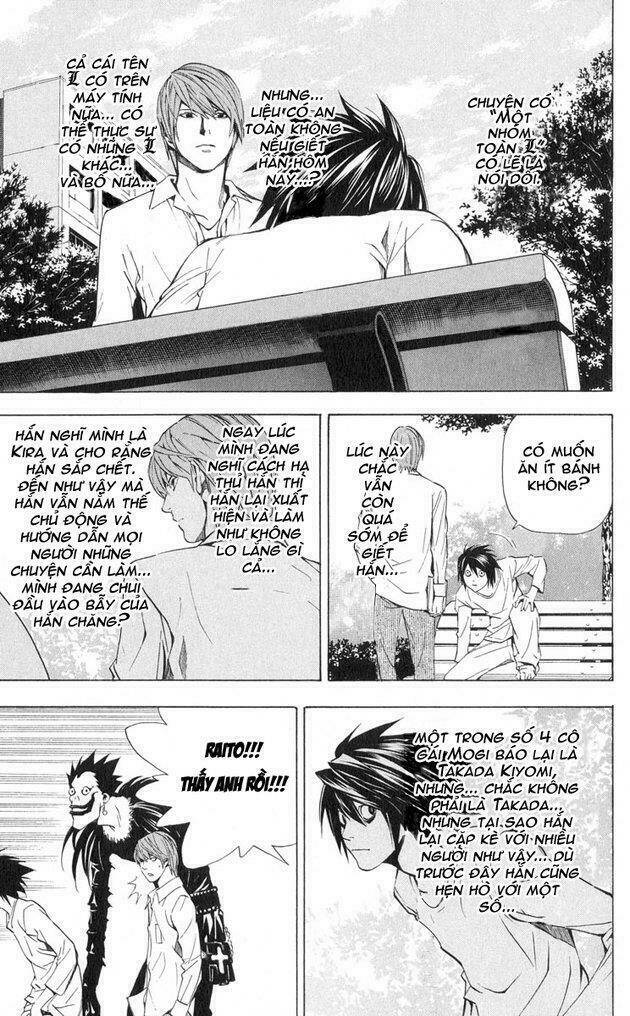 CHUYỆN CÓ
"MỘT
NHÓM
TOÀN L"
CÓ LẼ LÀ
NÓI DỐI.
NHƯNG...
LIỆU CÓ AN
TOÀN KHÔNG
NẾU GIẾT
HẮN HÔM
NAY...?
CẢ CÁI TÊN
L CÓ TRÊN
MÁY TÍNH
NỮA... CÓ
THỂ THỰC SỰ
CÓ NHỮNG L
KHÁC...
VÀ BỐ NỮA...
CÓ MUỐN
ĂN ÍT BÁNH
KHÔNG?
LÚC NÀY
CHẮC
VẪN
CÒN
QUÁ
SỚM ĐỂ
GIẾT
HẮN...
NGAY LÚC
MÌNH ĐANG
NGHĨ CÁCH HẠ
THỦ HẮN THÌ
HẮN LẠI XUẤT
HIỆN VÀ LÀM
NHƯ KHÔNG
LO LẮNG GÌ
CẢ...
HẮN NGHĨ MÌNH LÀ
KIRA VÀ CHO RẰNG
HẮN SẮP CHẾT.
ĐẾN NHƯ VẬY MÀ
HẮN VẪN NẮM THẾ
CHỦ ĐỘNG VÀ
HƯỚNG DẪN MỌI
NGƯỜI NHỮNG
CHUYỆN CẦN LÀM...
MÌNH ĐANG CHUI
ĐẦU VÀO BẪY CỦA
HẮN CHĂNG?
MỘT TRONG SỐ 4 CÔ
GÁI MOGI BÁO LẠI LÀ
TAKADA KIYOMI,
NHƯNG... CHẮC KHÔNG
PHẢI LÀ TAKADA...
NHƯNG TẠI SAO HẮN
LẠI CẶP KÈ VỚI NHIỀU
NGƯỜI NHƯ VẬY... DÙ
TRƯỚC ĐÂY HẮN CŨNG
HẸN HÒ VỚI MỘT
SỐ...
RAITO!!!
THẤY ANH RỒI!!!